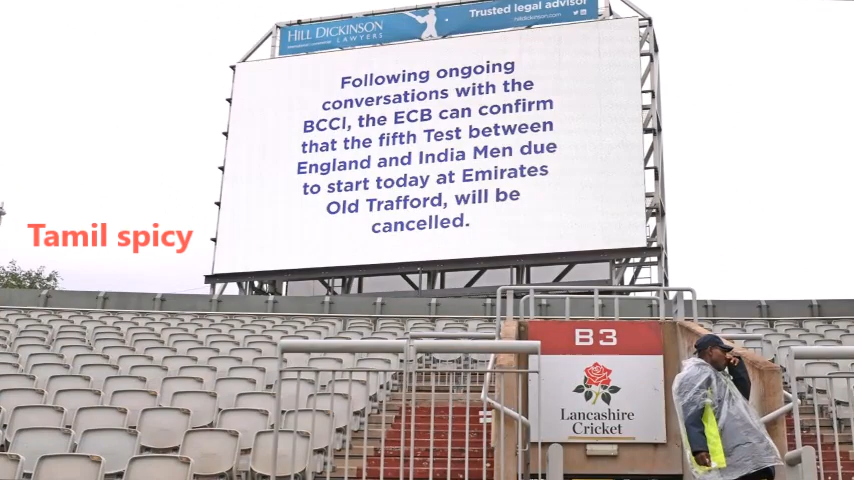 HILL DICKINSON
LAWYERS
Trusted legal advisor
hilldickinson.com
Following ongoing
conversations with the
BCCI, the ECB can confirm
that the fifth Test between
England and India Men due
to start today at Emirates
Old Trafford, will be
cancelled.
Tamil spicy
B3
Lancashire
Cricket